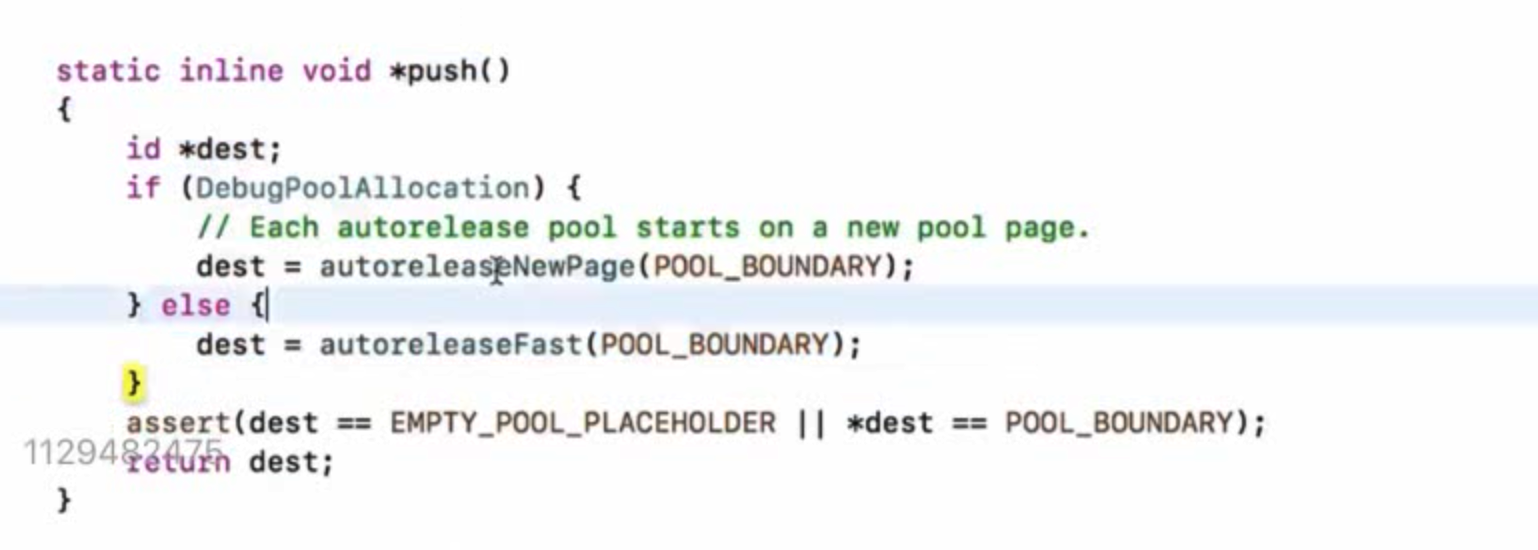 static inline void *push()
{
    id *dest;
    if (DebugPoolAllocation) {
        // Each autorelease pool starts on a new pool page.
        dest = autoreleaseNewPage(POOL_BOUNDARY);
    } else {
        dest = autoreleaseFast(POOL_BOUNDARY);
    }
    assert(dest == EMPTY_POOL_PLACEHOLDER || *dest == POOL_BOUNDARY);
1129482475
    return dest;
}